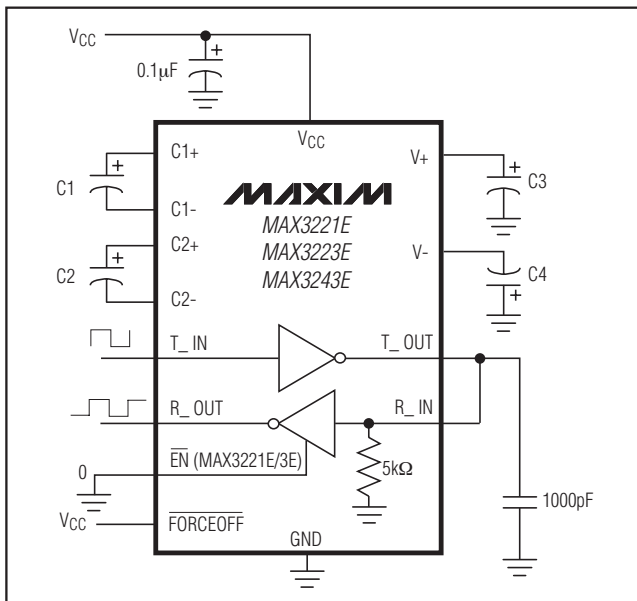 VCC
0.1µF
VCC
C1+
C1
C1-
C2+
C2
C2-
V+
C3
V-
C4
MAXIM
MAX3221E
MAX3223E
MAX3243E
T_ IN
T_ OUT
R_ OUT
R_ IN
EN (MAX3221E/3E)
0
5kΩ
1000pF
VCC
FORCEOFF
GND